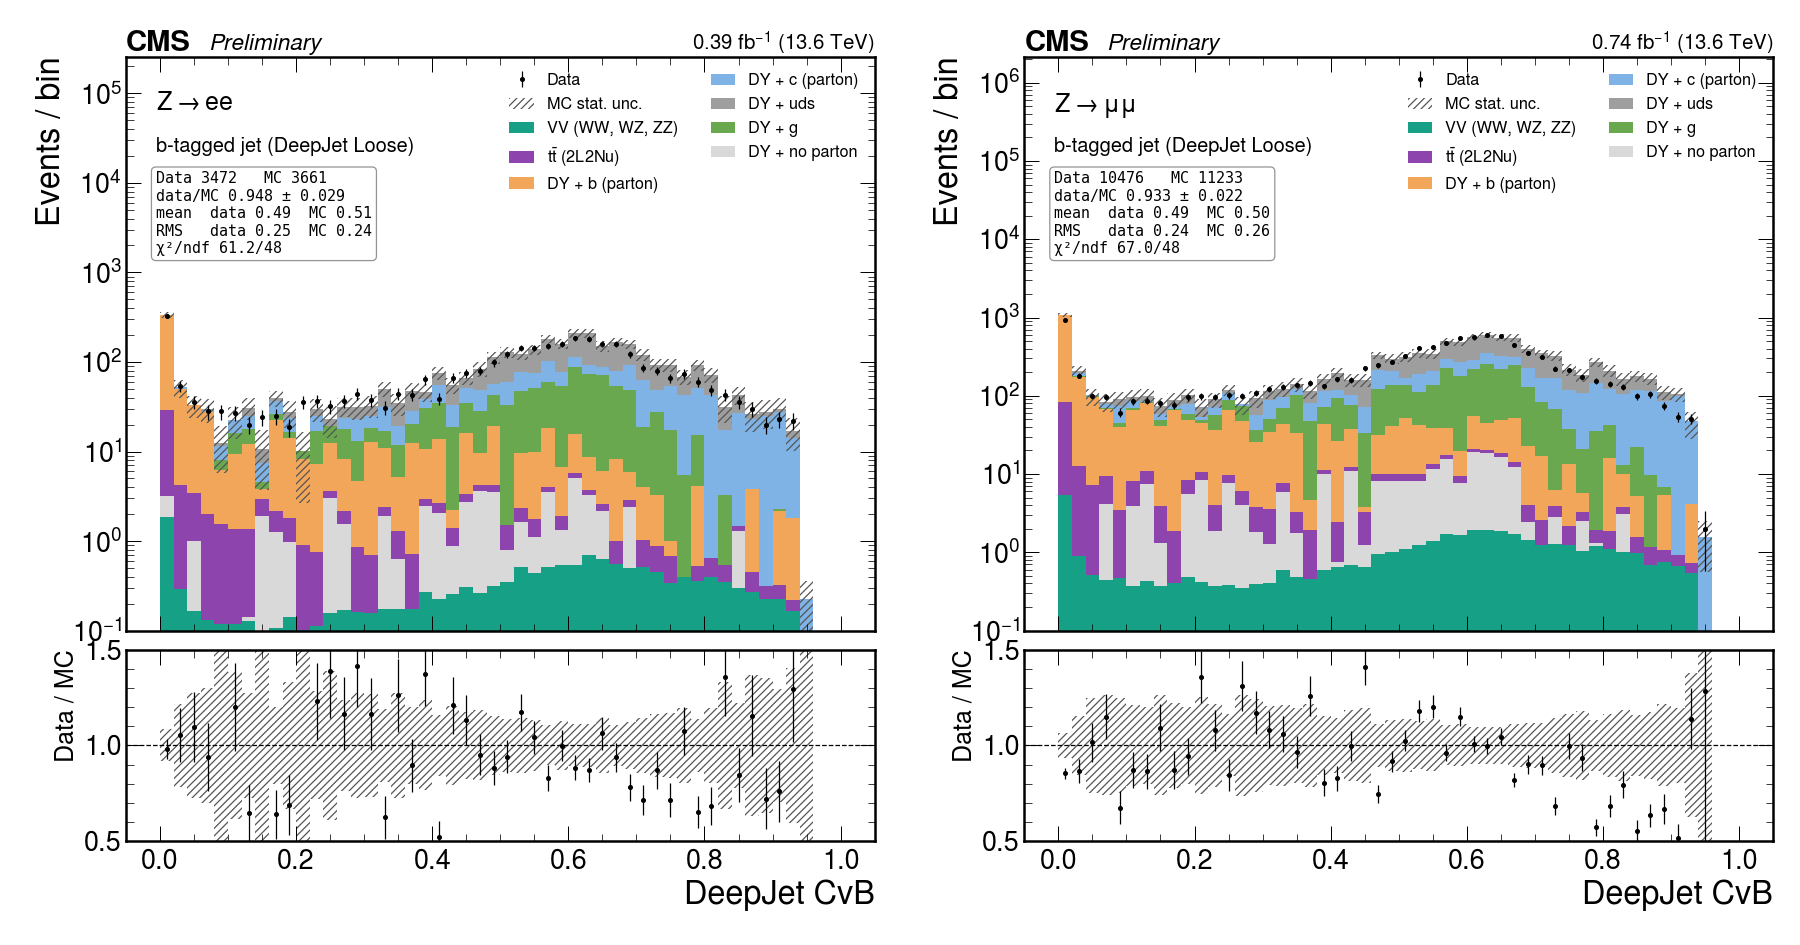 CMS Preliminary 0.39 fb⁻¹ (13.6 TeV)
Events / bin
10⁵
10⁴
10³
10²
10¹
10⁰
10⁻¹
Z → ee
b-tagged jet (DeepJet Loose)
Data 3472 MC 3661
data/MC 0.948 ± 0.029
mean data 0.49 MC 0.51
RMS data 0.25 MC 0.24
χ²/ndf 61.2/48
Data
MC stat. unc.
VV (WW, WZ, ZZ)
tt̄ (2L2Nu)
DY + b (parton)
DY + c (parton)
DY + uds
DY + g
DY + no parton
Data / MC
1.5
1.0
0.5
0.0 0.2 0.4 0.6 0.8 1.0
DeepJet CvB
CMS Preliminary 0.74 fb⁻¹ (13.6 TeV)
Events / bin
10⁶
10⁵
10⁴
10³
10²
10¹
10⁰
10⁻¹
Z → μμ
b-tagged jet (DeepJet Loose)
Data 10476 MC 11233
data/MC 0.933 ± 0.022
mean data 0.49 MC 0.50
RMS data 0.24 MC 0.26
χ²/ndf 67.0/48
Data
MC stat. unc.
VV (WW, WZ, ZZ)
tt̄ (2L2Nu)
DY + b (parton)
DY + c (parton)
DY + uds
DY + g
DY + no parton
Data / MC
1.5
1.0
0.5
0.0 0.2 0.4 0.6 0.8 1.0
DeepJet CvB